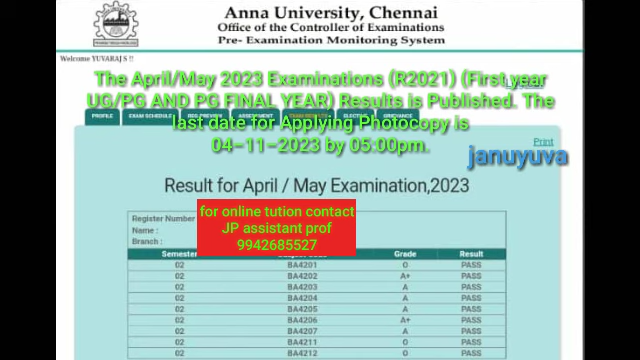 Anna University, Chennai
Office of the Controller of Examinations
Pre- Examination Monitoring System
Welcome YUVARAJ S !!
The April/May 2023 Examinations (R2021) (First year
UG/PG AND PG FINAL YEAR) Results is Published. The
last date for Applying Photocopy is
04-11-2023 by 05:00pm.
PROFILE EXAM SCHEDULE ASSESSMENT GRIEVANCE
Print
januyuva
Result for April / May Examination,2023
for online tution contact
JP assistant prof
9942685527
Register Number
Name :
Branch :
Semester Grade Result
02 BA4201 O PASS
02 BA4202 A+ PASS
02 BA4203 A PASS
02 BA4204 A PASS
02 BA4205 A PASS
02 BA4206 A+ PASS
02 BA4207 A PASS
02 BA4211 O PASS
02 BA4212 O PASS